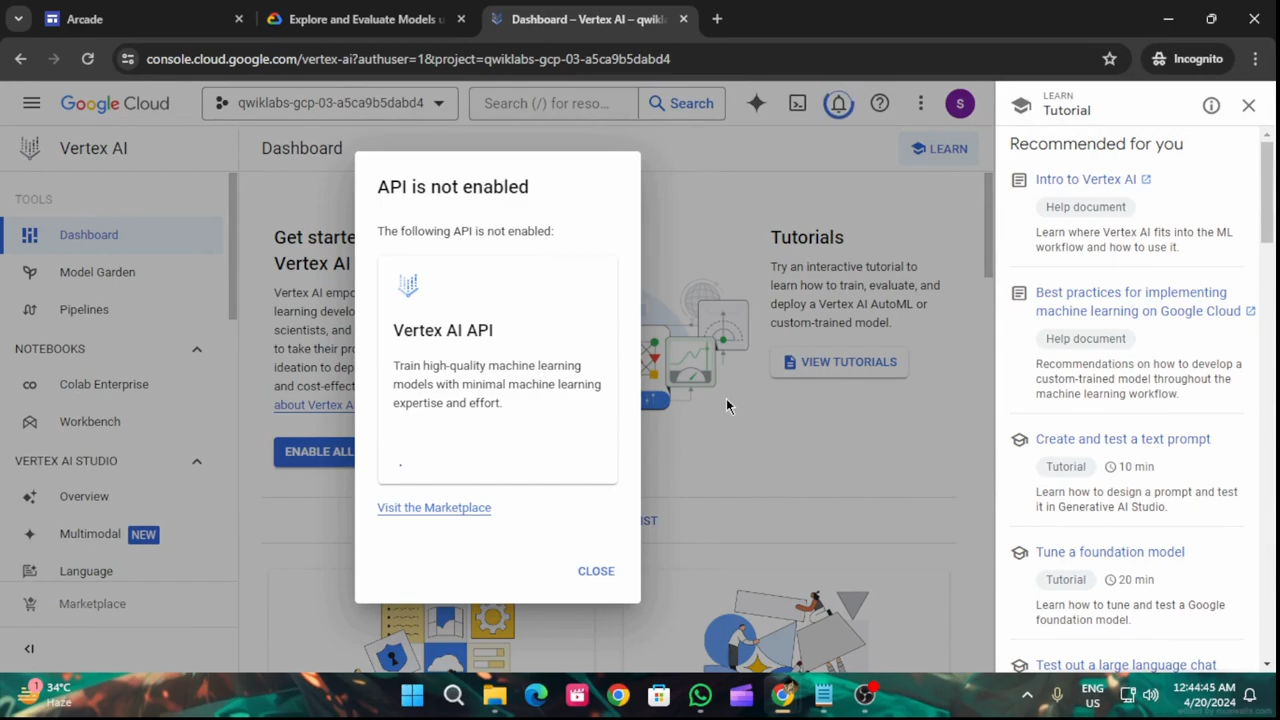 Arcade
Explore and Evaluate Models u
Dashboard – Vertex AI – qwikl
console.cloud.google.com/vertex-ai?authuser=1&project=qwiklabs-gcp-03-a5ca9b5dabd4
Incognito
Google Cloud
qwiklabs-gcp-03-a5ca9b5dabd4
Search (/) for reso...
Search
S
LEARN
Tutorial
Vertex AI
Dashboard
LEARN
TOOLS
Dashboard
Model Garden
Pipelines
NOTEBOOKS
Colab Enterprise
Workbench
VERTEX AI STUDIO
Overview
Multimodal NEW
Language
Marketplace
Get starte
Vertex AI
Vertex AI empo
learning develo
scientists, and
to take their pro
ideation to dep
and cost-effect
about Vertex A
ENABLE ALL
API is not enabled
The following API is not enabled:
Vertex AI API
Train high-quality machine learning
models with minimal machine learning
expertise and effort.
Visit the Marketplace
CLOSE
Tutorials
Try an interactive tutorial to
learn how to train, evaluate, and
deploy a Vertex AI AutoML or
custom-trained model.
VIEW TUTORIALS
IST
Recommended for you
Intro to Vertex AI
Help document
Learn where Vertex AI fits into the ML
workflow and how to use it.
Best practices for implementing
machine learning on Google Cloud
Help document
Recommendations on how to develop a
custom-trained model throughout the
machine learning workflow.
Create and test a text prompt
Tutorial 10 min
Learn how to design a prompt and test
it in Generative AI Studio.
Tune a foundation model
Tutorial 20 min
Learn how to tune and test a Google
foundation model.
Test out a large language chat
1
34°C
Haze
ENG
US
12:44:45 AM
4/20/2024